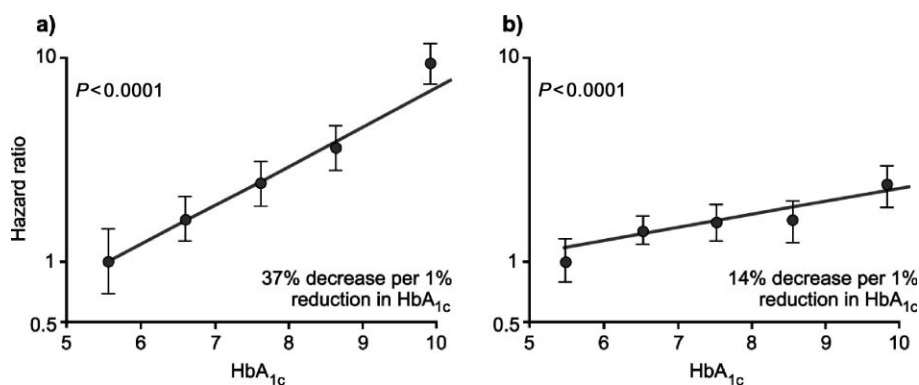 a)
10
P<0.0001
Hazard ratio
1
37% decrease per 1%
reduction in HbA1c
0.5
5 6 7 8 9 10
HbA1c
b)
10
P<0.0001
1
14% decrease per 1%
reduction in HbA1c
0.5
5 6 7 8 9 10
HbA1c